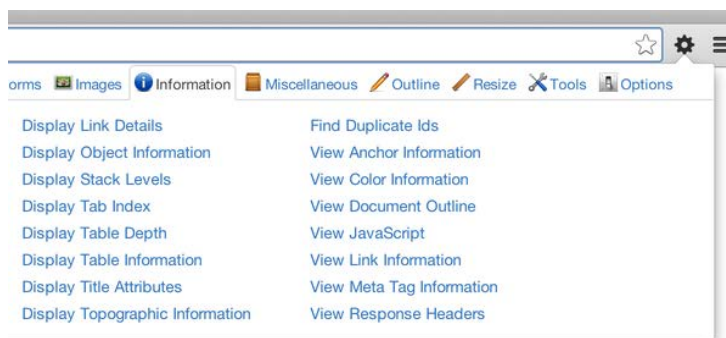 orms Images Information Miscellaneous Outline Resize Tools Options
Display Link Details
Display Object Information
Display Stack Levels
Display Tab Index
Display Table Depth
Display Table Information
Display Title Attributes
Display Topographic Information
Find Duplicate Ids
View Anchor Information
View Color Information
View Document Outline
View JavaScript
View Link Information
View Meta Tag Information
View Response Headers